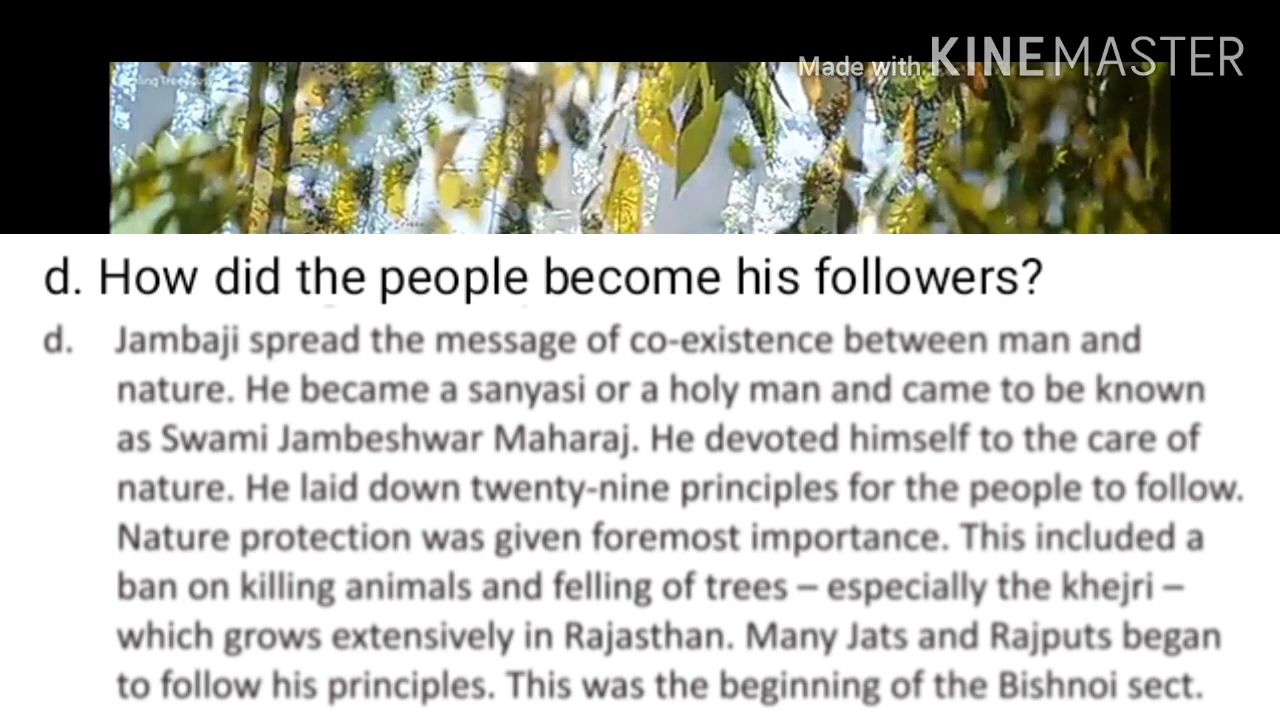 Made with KINEMASTER
d. How did the people become his followers?
d. Jambaji spread the message of co-existence between man and
nature. He became a sanyasi or a holy man and came to be known
as Swami Jambeshwar Maharaj. He devoted himself to the care of
nature. He laid down twenty-nine principles for the people to follow.
Nature protection was given foremost importance. This included a
ban on killing animals and felling of trees – especially the khejri –
which grows extensively in Rajasthan. Many Jats and Rajputs began
to follow his principles. This was the beginning of the Bishnoi sect.